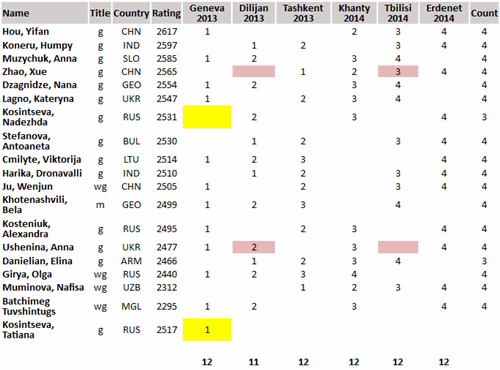 Name Title Country Rating Geneva 2013 Dilijan 2013 Tashkent 2013 Khanty 2014 Tbilisi 2014 Erdenet 2014 Count
Hou, Yifan g CHN 2617 1 2 3 4 4
Koneru, Humpy g IND 2597 1 2 3 4 4
Muzychuk, Anna g SLO 2585 1 2 3 4 4
Zhao, Xue g CHN 2565 1 2 3 4 4
Dzagnidze, Nana g GEO 2554 1 2 3 4 4
Lagno, Kateryna g UKR 2547 1 2 3 4 4
Kosintseva,
Nadezhda g RUS 2531 2 3 4 3
Stefanova,
Antoaneta g BUL 2530 1 2 3 4 4
Cmilyte, Viktorija g LTU 2514 1 2 3 4 4
Harika, Dronavalli g IND 2510 1 2 3 4 4
Ju, Wenjun wg CHN 2505 1 2 3 4 4
Khotenashvili,
Bela m GEO 2499 1 2 3 4 4
Kosteniuk,
Alexandra g RUS 2495 1 2 3 4 4
Ushenina, Anna g UKR 2477 1 2 3 4 4
Danielian, Elina g ARM 2466 1 2 3 4 3
Girya, Olga wg RUS 2440 1 2 3 4 4
Muminova, Nafisa wg UZB 2312 1 2 3 4 4
Batchimeg
Tuvshintugs wg MGL 2295 1 2 3 4 4
Kosintseva,
Tatiana g RUS 2517 1
12 11 12 12 12 12